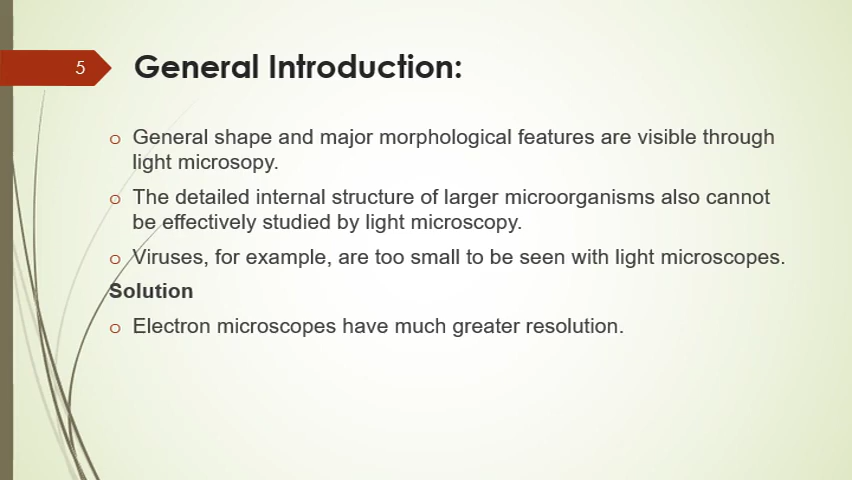 5
General Introduction:
o General shape and major morphological features are visible through
light microsopy.
o The detailed internal structure of larger microorganisms also cannot
be effectively studied by light microscopy.
o Viruses, for example, are too small to be seen with light microscopes.
Solution
o Electron microscopes have much greater resolution.